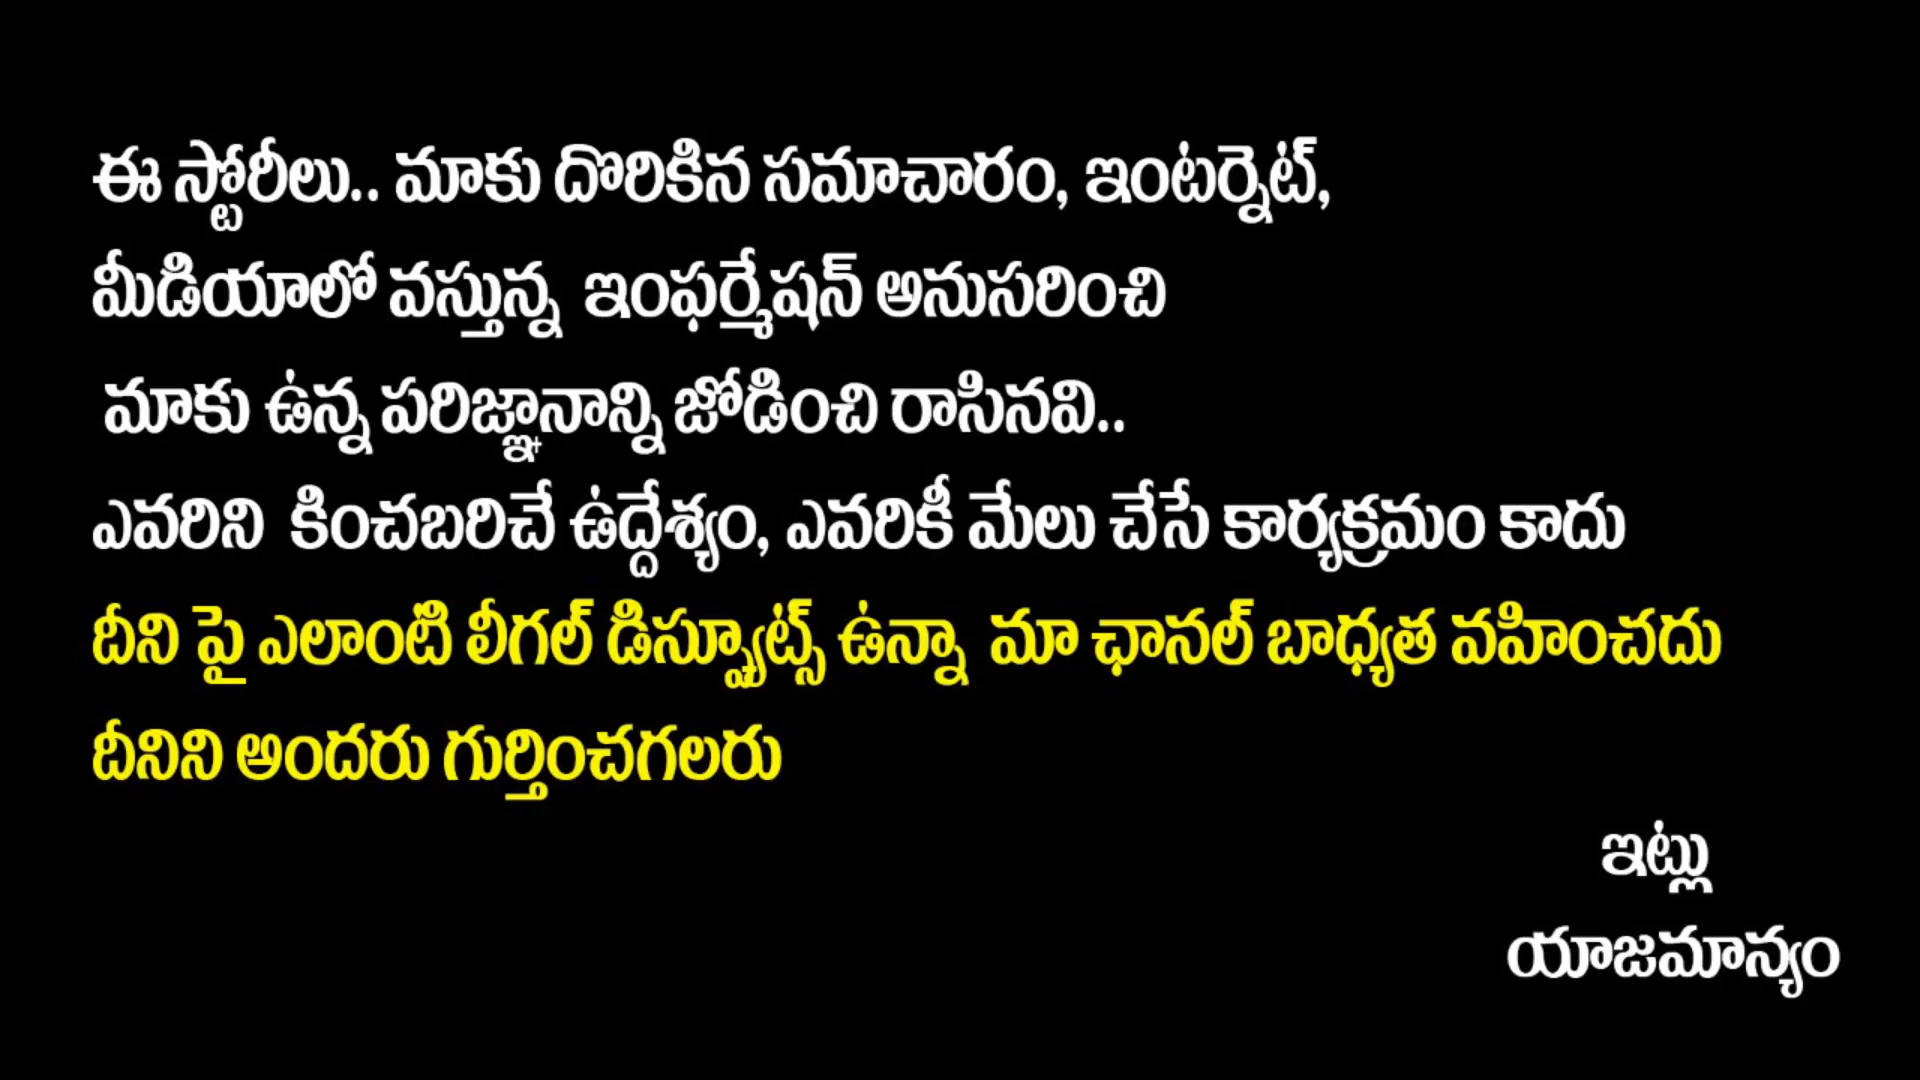 ఈ స్టోరీలు.. మాకు దొరికిన సమాచారం, ఇంటర్నెట్,
మీడియాలో వస్తున్న ఇంఫర్మేషన్ అనుసరించి
మాకు ఉన్న పరిజ్ఞానాన్ని జోడించి రాసినవి..
ఎవరిని కించబరిచే ఉద్దేశ్యం, ఎవరికీ మేలు చేసే కార్యక్రమం కాదు
దీని పై ఎలాంటి లీగల్ డిస్ప్యూట్స్ ఉన్నా మా ఛానల్ బాధ్యత వహించదు
దీనిని అందరు గుర్తించగలరు
ఇట్లు
యాజమాన్యం